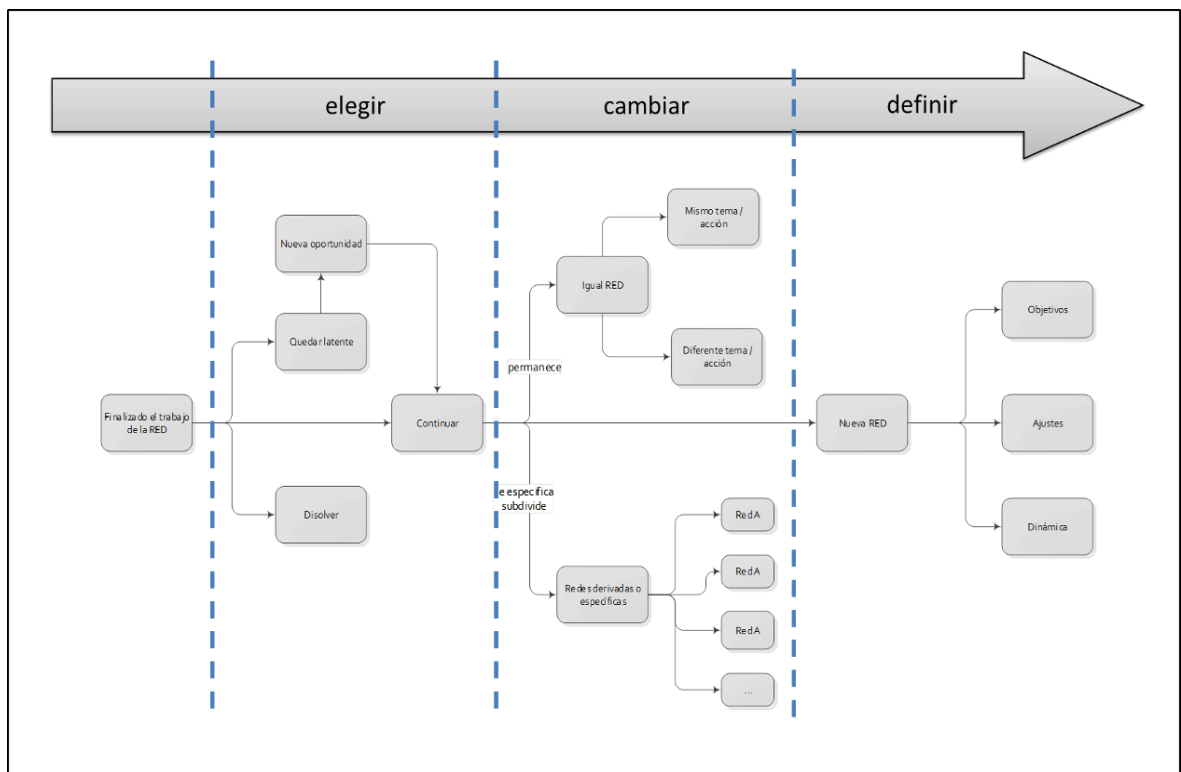 elegir
cambiar
definir
Nueva oportunidad
Quedar latente
Finalizado el trabajo
de la RED
Continuar
Disolver
Mismo tema /
acción
Igual RED
Diferente tema /
acción
permanece
e específica
subdivide
Redes derivadas o
específicas
Red A
Red A
Red A
...
Nueva RED
Objetivos
Ajustes
Dinámica